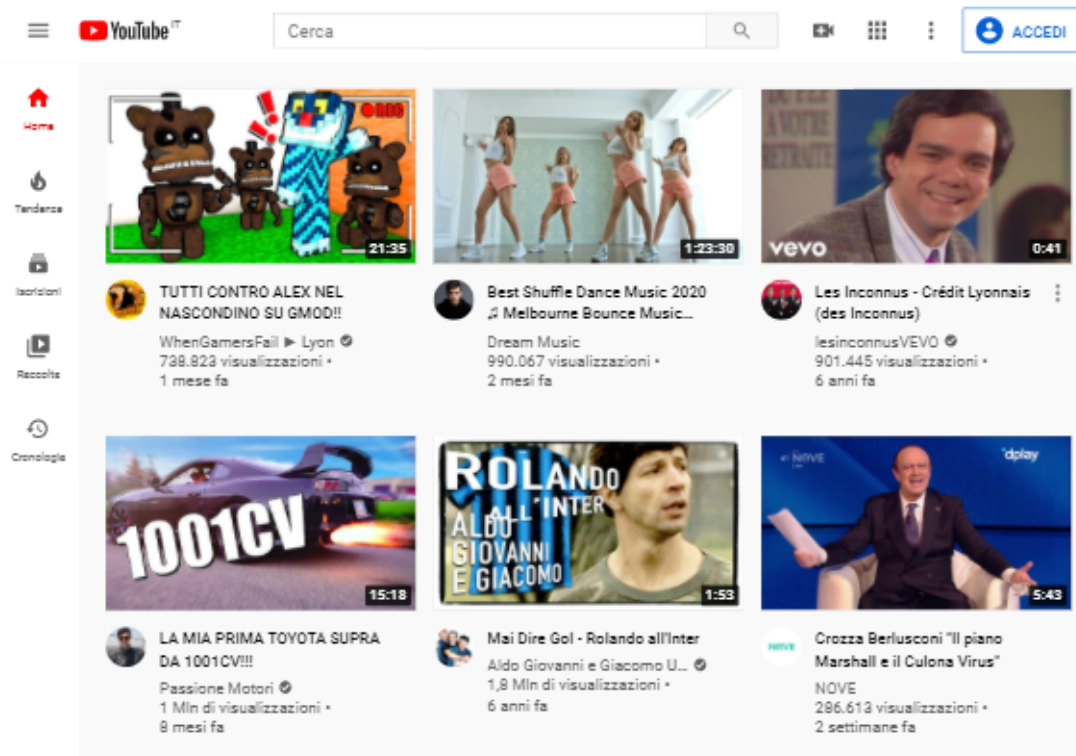 YouTube IT
Cerca
ACCEDI
Home
Tendenze
Iscrizioni
Raccolta
Cronologia
REC
21:35
1:23:30
A VOTRE
RETRAITE
vevo
0:41
TUTTI CONTRO ALEX NEL
NASCONDINO SU GMOD!!
WhenGamersFail ► Lyon
738.823 visualizzazioni •
1 mese fa
Best Shuffle Dance Music 2020
♫ Melbourne Bounce Music...
Dream Music
990.067 visualizzazioni •
2 mesi fa
Les Inconnus - Crédit Lyonnais
(des Inconnus)
lesinconnusVEVO
901.445 visualizzazioni •
6 anni fa
1001CV
15:18
ROLANDO
ALL'INTER
ALDO
GIOVANNI
E GIACOMO
1:53
NOVE
dplay
5:43
LA MIA PRIMA TOYOTA SUPRA
DA 1001CV!!!
Passione Motori
1 Mln di visualizzazioni •
8 mesi fa
Mai Dire Gol - Rolando all'Inter
Aldo Giovanni e Giacomo U...
1,8 Mln di visualizzazioni •
6 anni fa
NOVE
Crozza Berlusconi "Il piano
Marshall e il Culona Virus"
NOVE
286.613 visualizzazioni •
2 settimane fa